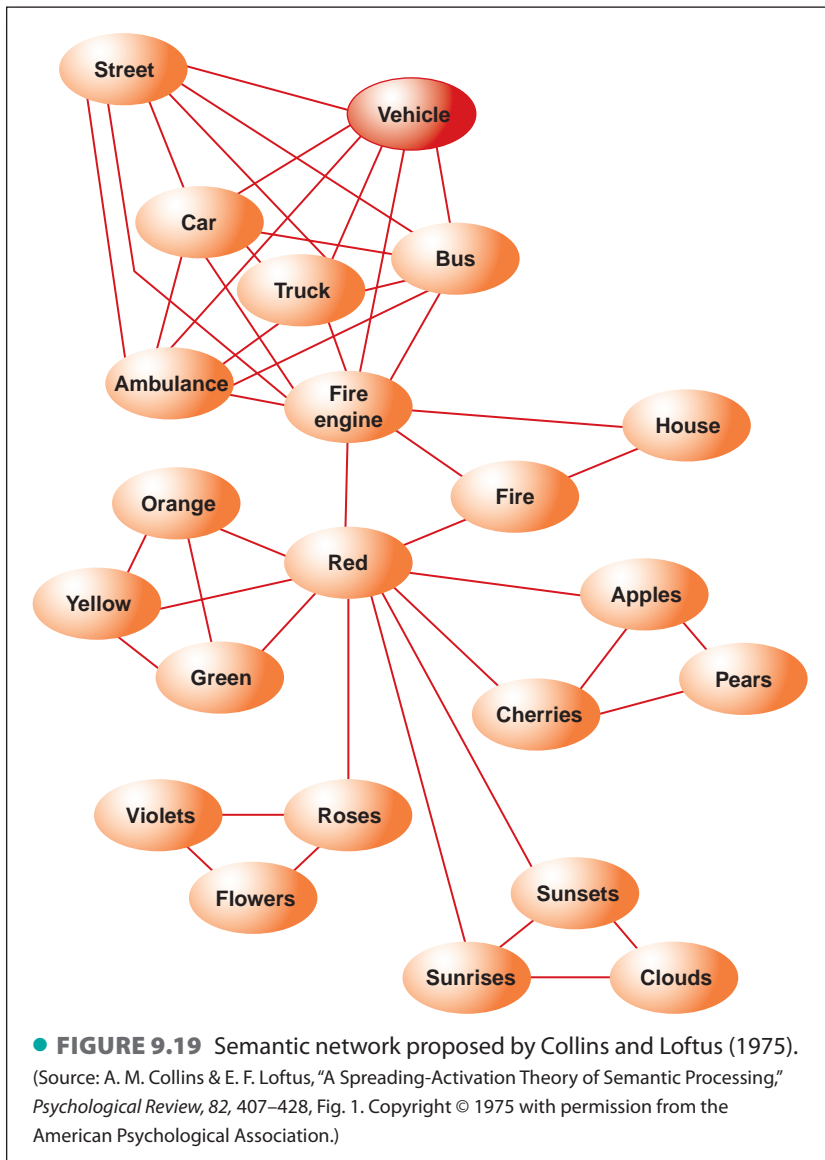 Street
Vehicle
Car
Bus
Truck
Ambulance
Fire
engine
House
Fire
Orange
Red
Yellow
Apples
Green
Pears
Cherries
Violets
Roses
Flowers
Sunsets
Sunrises
Clouds
● FIGURE 9.19 Semantic network proposed by Collins and Loftus (1975).
(Source: A. M. Collins & E. F. Loftus, “A Spreading-Activation Theory of Semantic Processing,”
Psychological Review, 82, 407–428, Fig. 1. Copyright © 1975 with permission from the
American Psychological Association.)